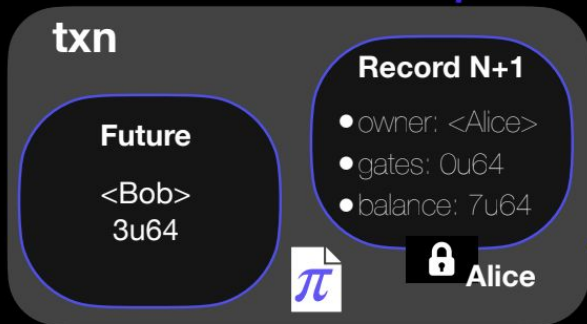 txn
Future
<Bob>
3u64
Record N+1
• owner: <Alice>
• gates: 0u64
• balance: 7u64
π
Alice